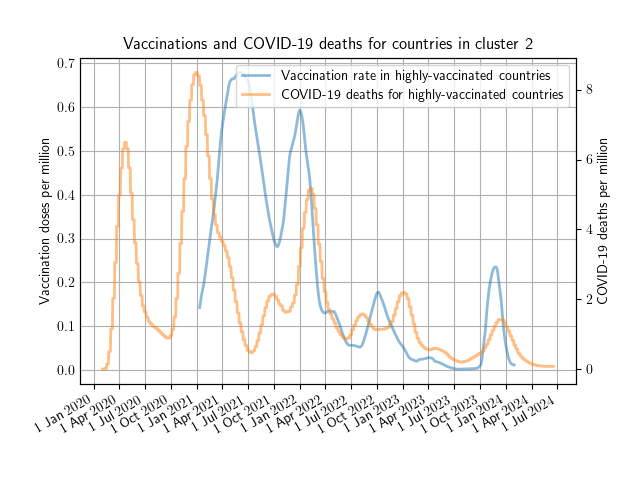 Vaccinations and COVID-19 deaths for countries in cluster 2
Vaccination rate in highly-vaccinated countries
COVID-19 deaths for highly-vaccinated countries
Vaccination doses per million
0.7
0.6
0.5
0.4
0.3
0.2
0.1
0.0
8
6
4
2
0
COVID-19 deaths per million
1 Jan 2020
1 Apr 2020
1 Jul 2020
1 Oct 2020
1 Jan 2021
1 Apr 2021
1 Jul 2021
1 Oct 2021
1 Jan 2022
1 Apr 2022
1 Jul 2022
1 Oct 2022
1 Jan 2023
1 Apr 2023
1 Jul 2023
1 Oct 2023
1 Jan 2024
1 Apr 2024
1 Jul 2024